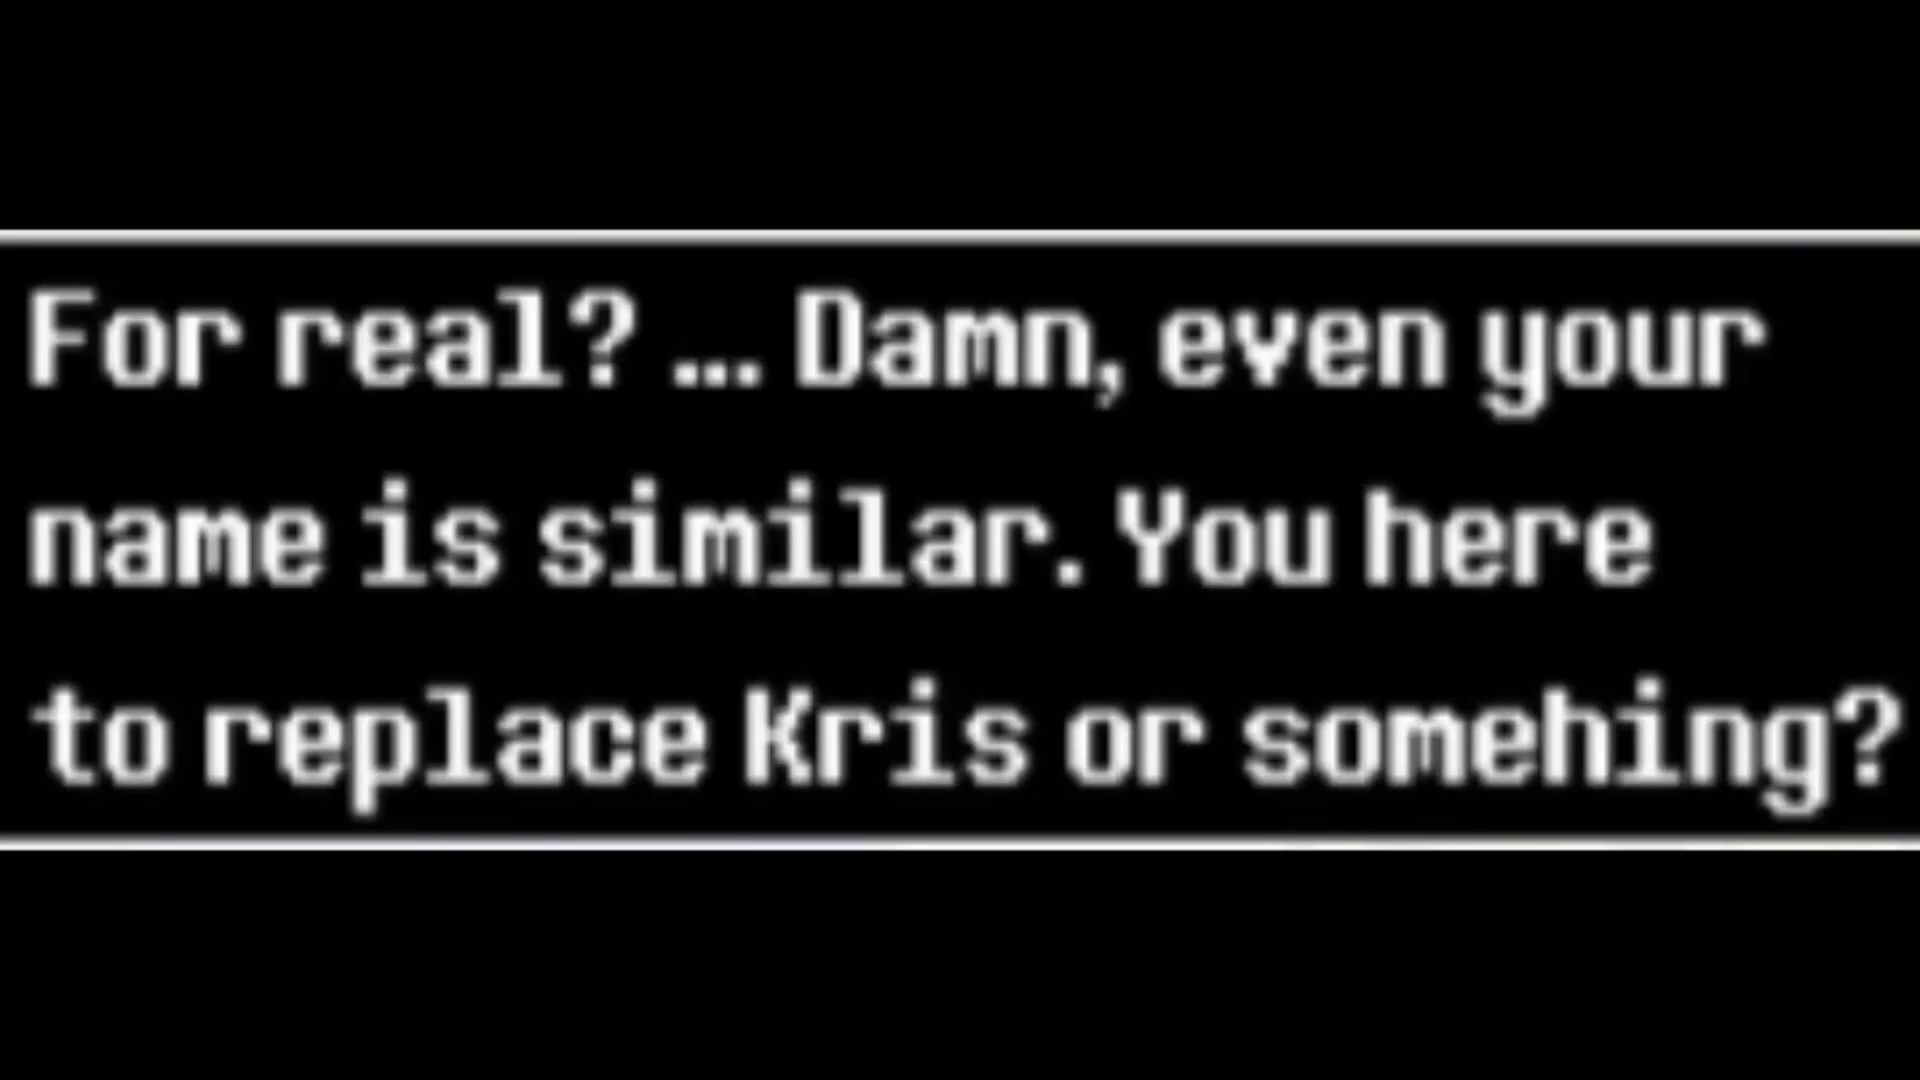 For real? ... Damn, even your
name is similar. You here
to replace Kris or somehing?